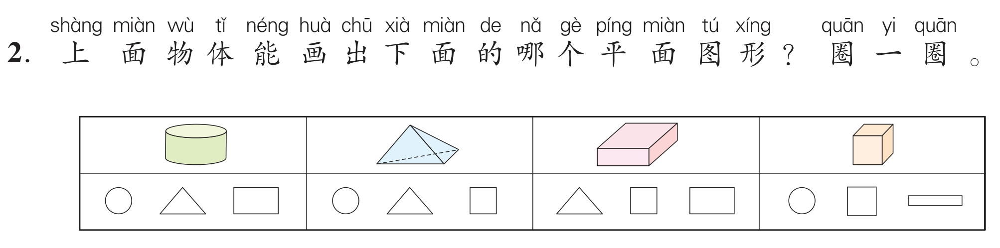 shàng miàn wù tǐ néng huà chū xià miàn de nǎ gè píng miàn tú xíng quān yi quān
2. 上面物体能画出下面的哪个平面图形？圈一圈。